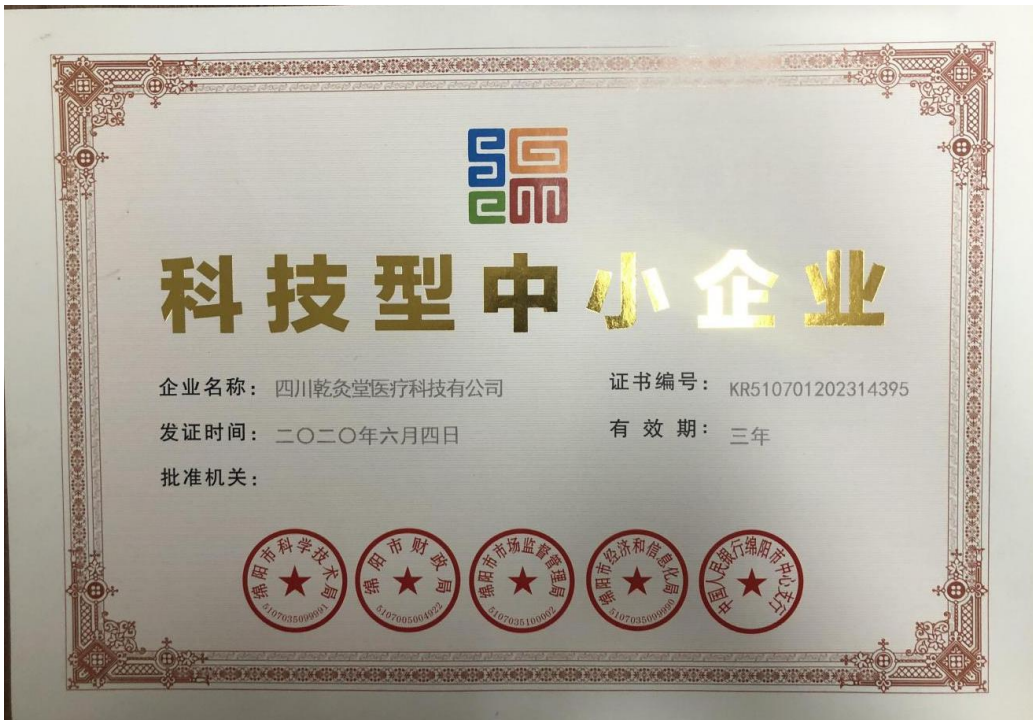 科技型中小企业
企业名称：四川乾灸堂医疗科技有公司
证书编号：KR510701202314395
发证时间：二〇二〇年六月四日
有效期：三年
批准机关：
绵阳市科学技术局
5107035099991
绵阳市财政局
5107005004922
绵阳市市场监督管理局
5107035100002
绵阳市经济和信息化局
5107035099990
中国人民银行绵阳市中心支行